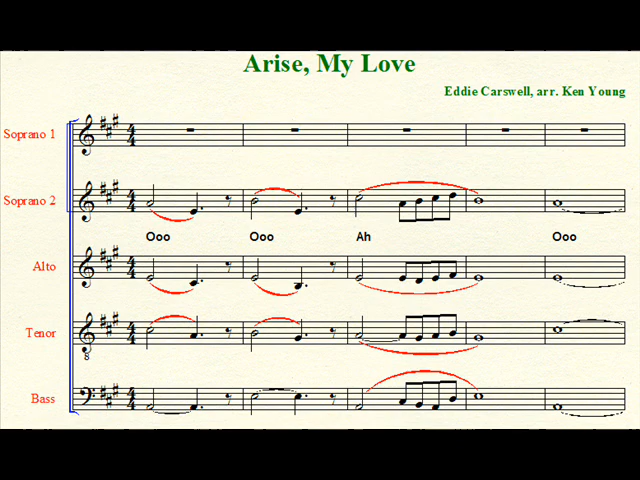 Arise, My Love
Eddie Carswell, arr. Ken Young
Soprano 1
Soprano 2
Ooo Ooo Ah Ooo
Alto
Tenor
8
Bass